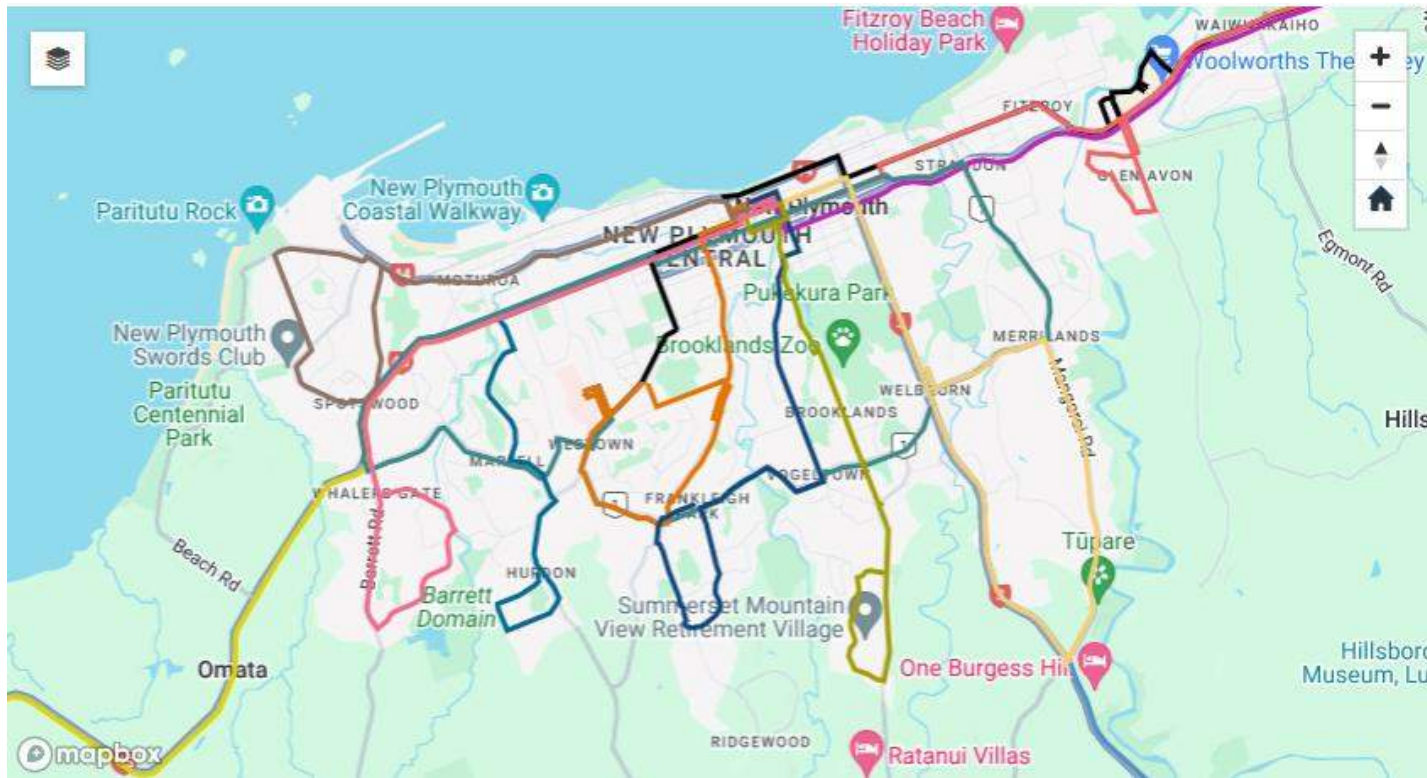 Fitzroy Beach
Holiday Park
WAIWHAKAIHO
Woolworths The
FITZROY
STRANDON
GLEN AVON
Paritutu Rock
New Plymouth
Coastal Walkway
New Plymouth
NEW PLYMOUTH
CENTRAL
MOTUROA
Egmont Rd
Pukekura Park
New Plymouth
Swords Club
Brooklands Zoo
MERRILANDS
Paritutu
Centennial
Park
SPOTSWOOD
WELBOURN
BROOKLANDS
Mangorei Rd
Hills
WESTOWN
MARFELL
VOGELTOWN
WHALERS GATE
FRANKLEIGH
PARK
Beach Rd
Barrett Rd
Tūpare
HURDON
Barrett
Domain
Summerset Mountain
View Retirement Village
Omata
One Burgess Hill
Hillsboro
Museum, Lu
RIDGEWOOD
Ratanui Villas
mapbox